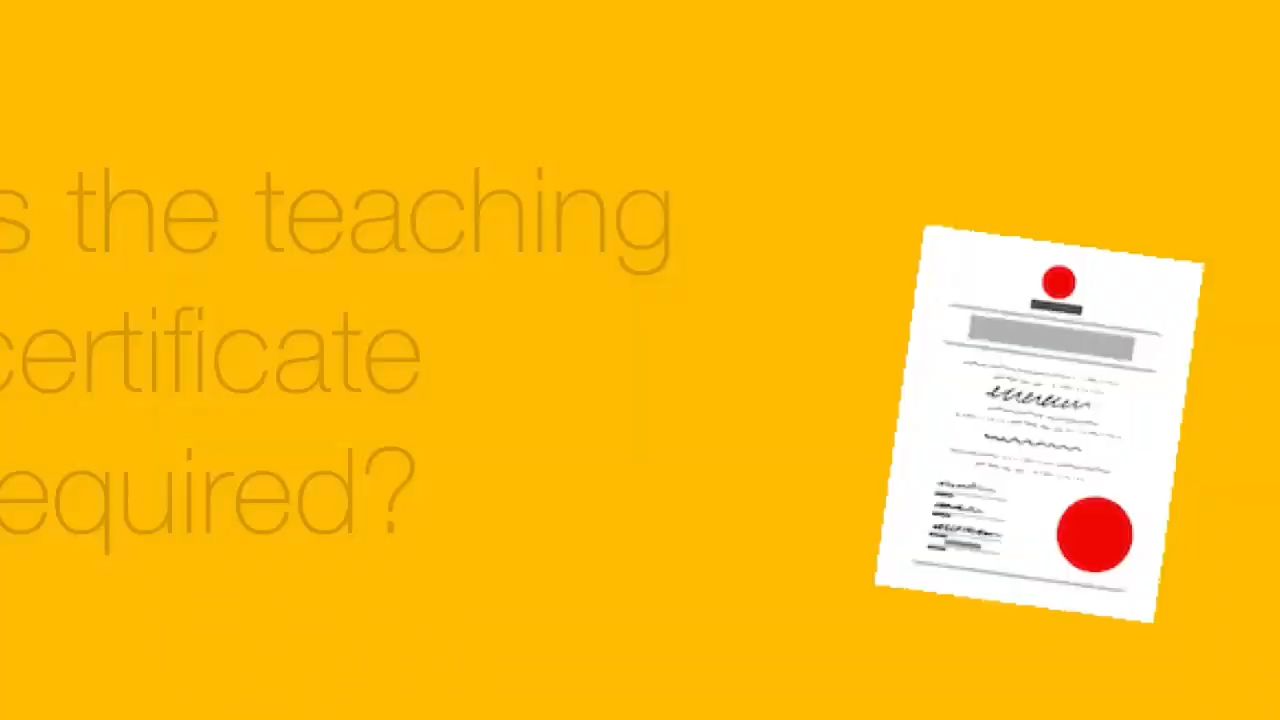 s the teaching
certificate
equired?